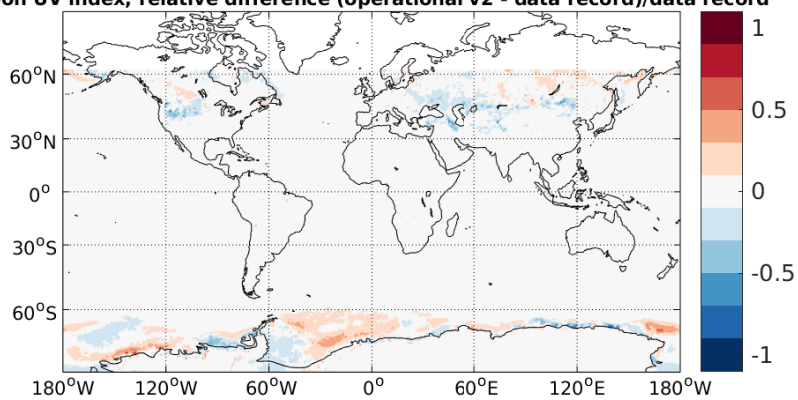 UV index, relative difference (operational v2 - data record)/data record
1
0.5
0
-0.5
-1
60°N
30°N
0°
30°S
60°S
180°W 120°W 60°W 0° 60°E 120°E 180°W